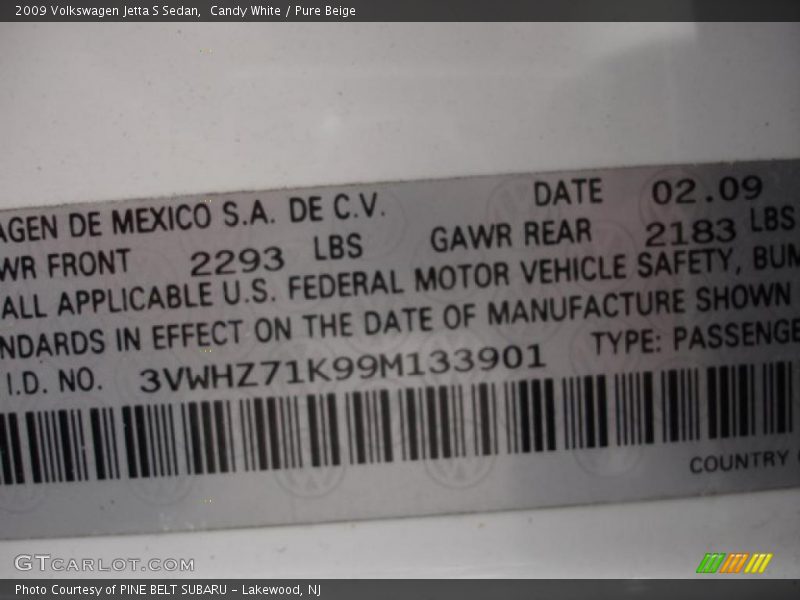 2009 Volkswagen Jetta S Sedan, Candy White / Pure Beige
AGEN DE MEXICO S.A. DE C.V. DATE 02.09
WR FRONT 2293 LBS GAWR REAR 2183 LBS
ALL APPLICABLE U.S. FEDERAL MOTOR VEHICLE SAFETY, BUM
NDARDS IN EFFECT ON THE DATE OF MANUFACTURE SHOWN
I.D. NO. 3VWHZ71K99M133901 TYPE: PASSENGE
COUNTRY
GTCARLOT.COM
Photo Courtesy of PINE BELT SUBARU - Lakewood, NJ